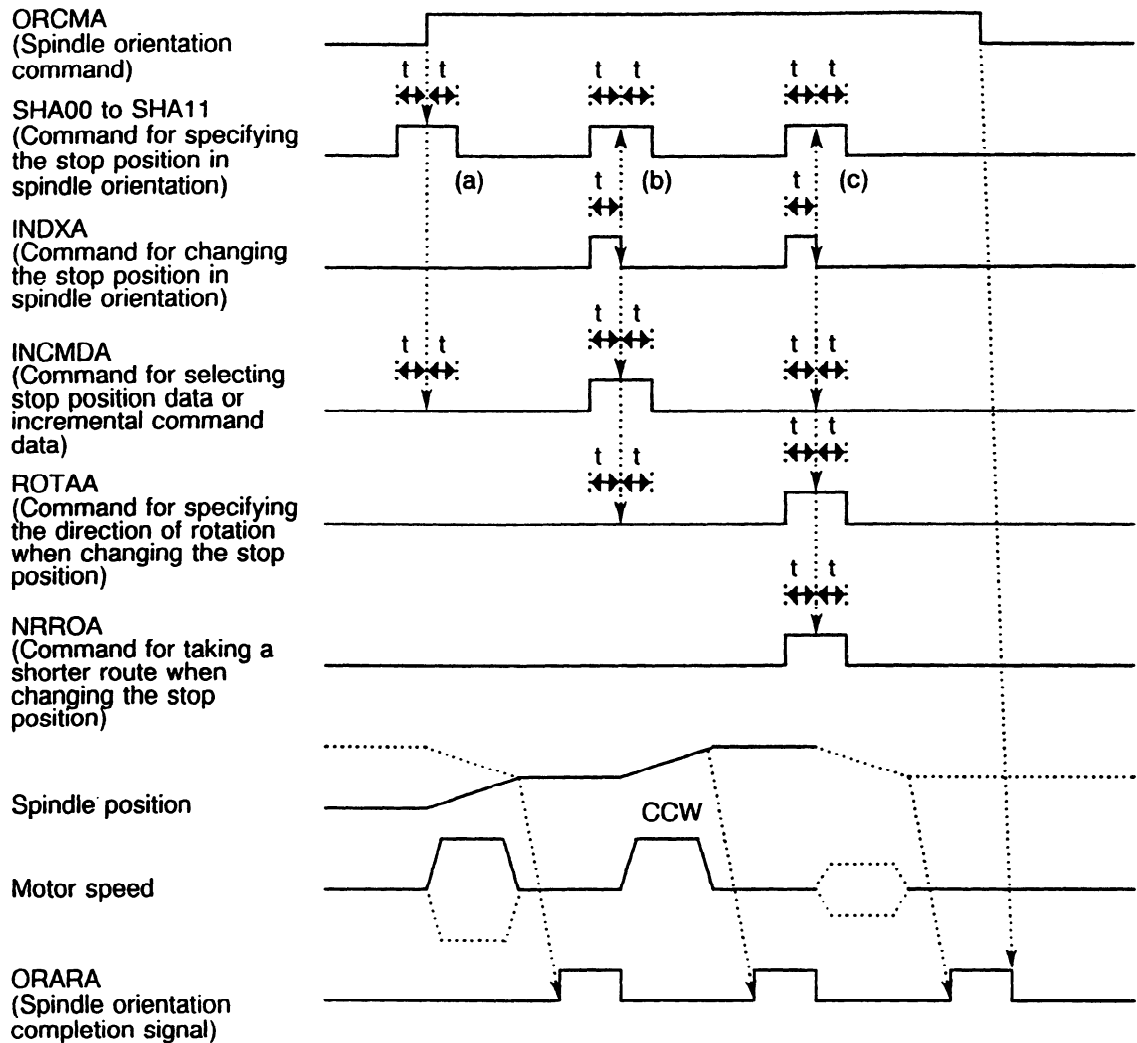 ORCMA
(Spindle orientation
command)
t t t t t t
SHA00 to SHA11
(Command for specifying
the stop position in
spindle orientation)
(a) (b) (c)
t t
INDXA
(Command for changing
the stop position in
spindle orientation)
t t
t t t t
INCMDA
(Command for selecting
stop position data or
incremental command
data)
t t
t t
ROTAA
(Command for specifying
the direction of rotation
when changing the stop
position)
t t
NRROA
(Command for taking a
shorter route when
changing the stop
position)
Spindle position
CCW
Motor speed
ORARA
(Spindle orientation
completion signal)